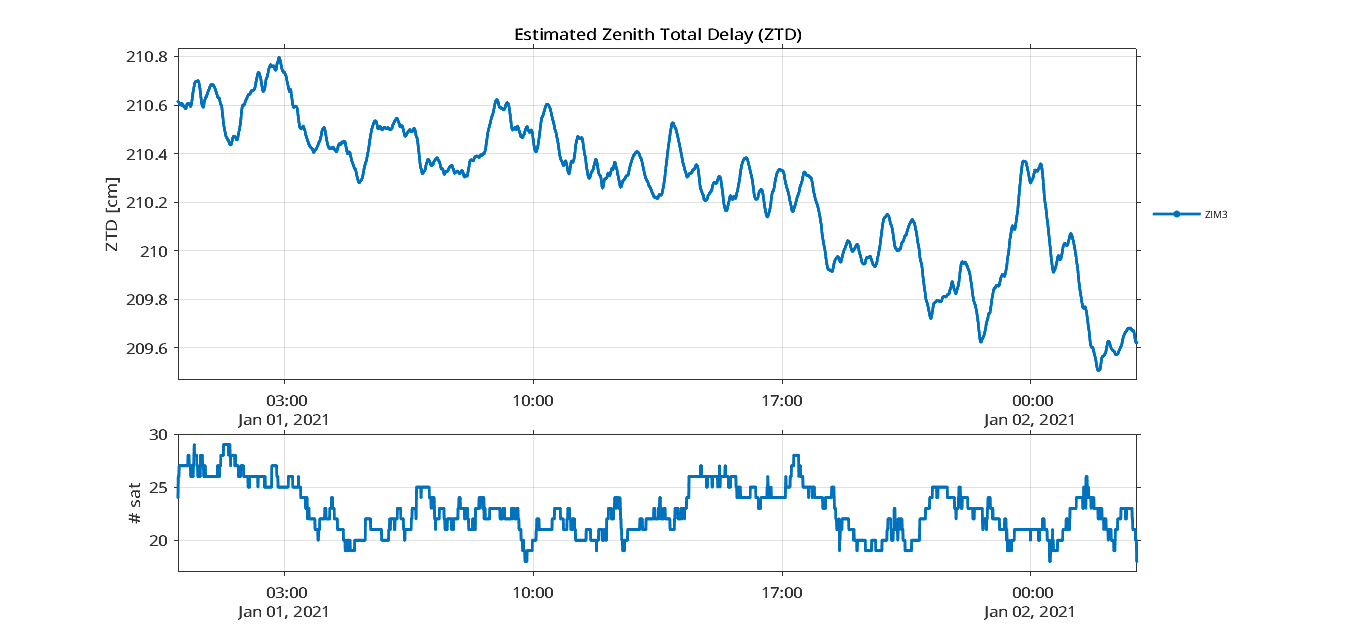 Estimated Zenith Total Delay (ZTD)
210.8
210.6
210.4
210.2
210
209.8
209.6
ZTD [cm]
03:00 10:00 17:00 00:00
Jan 01, 2021 Jan 02, 2021
ZIM3
30
25
20
# sat
03:00 10:00 17:00 00:00
Jan 01, 2021 Jan 02, 2021